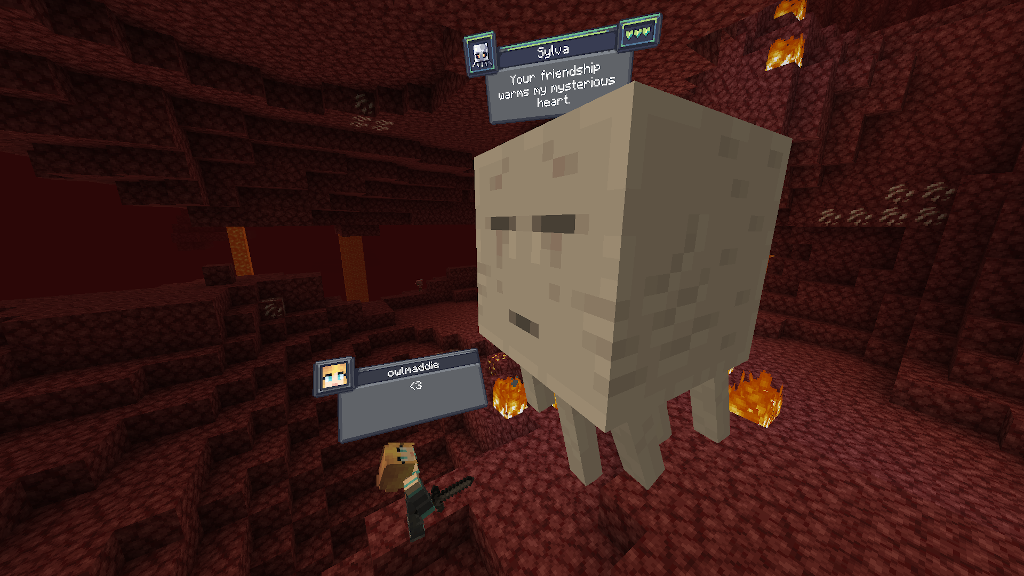 Sylva
Your friendship
warms my mysterious
heart.
owlmaddie
<3